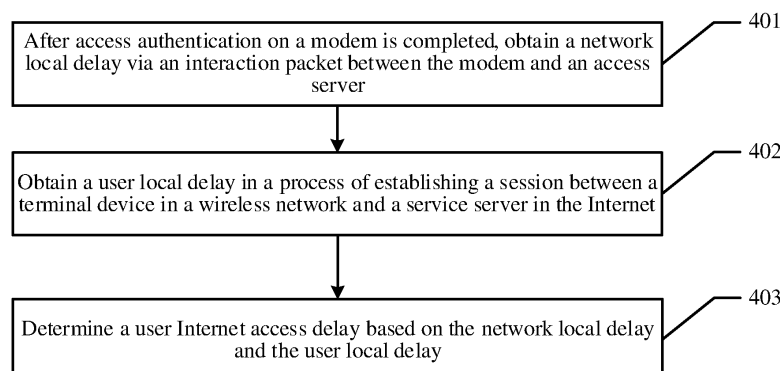 401
After access authentication on a modem is completed, obtain a network
local delay via an interaction packet between the modem and an access
server
402
Obtain a user local delay in a process of establishing a session between a
terminal device in a wireless network and a service server in the Internet
403
Determine a user Internet access delay based on the network local delay
and the user local delay